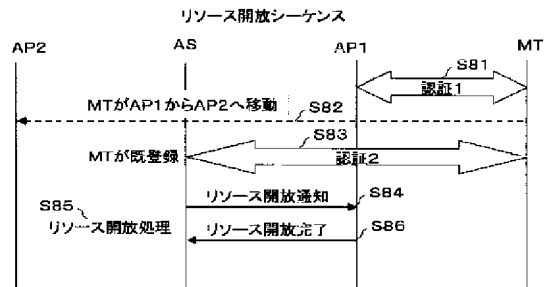 リソース開放シーケンス
AP2 AS AP1 MT
S81
認証1
MTがAP1からAP2へ移動 S82
S83
MTが既登録 認証2
リソース開放通知 S84
S85
リソース開放処理 リソース開放完了 S86